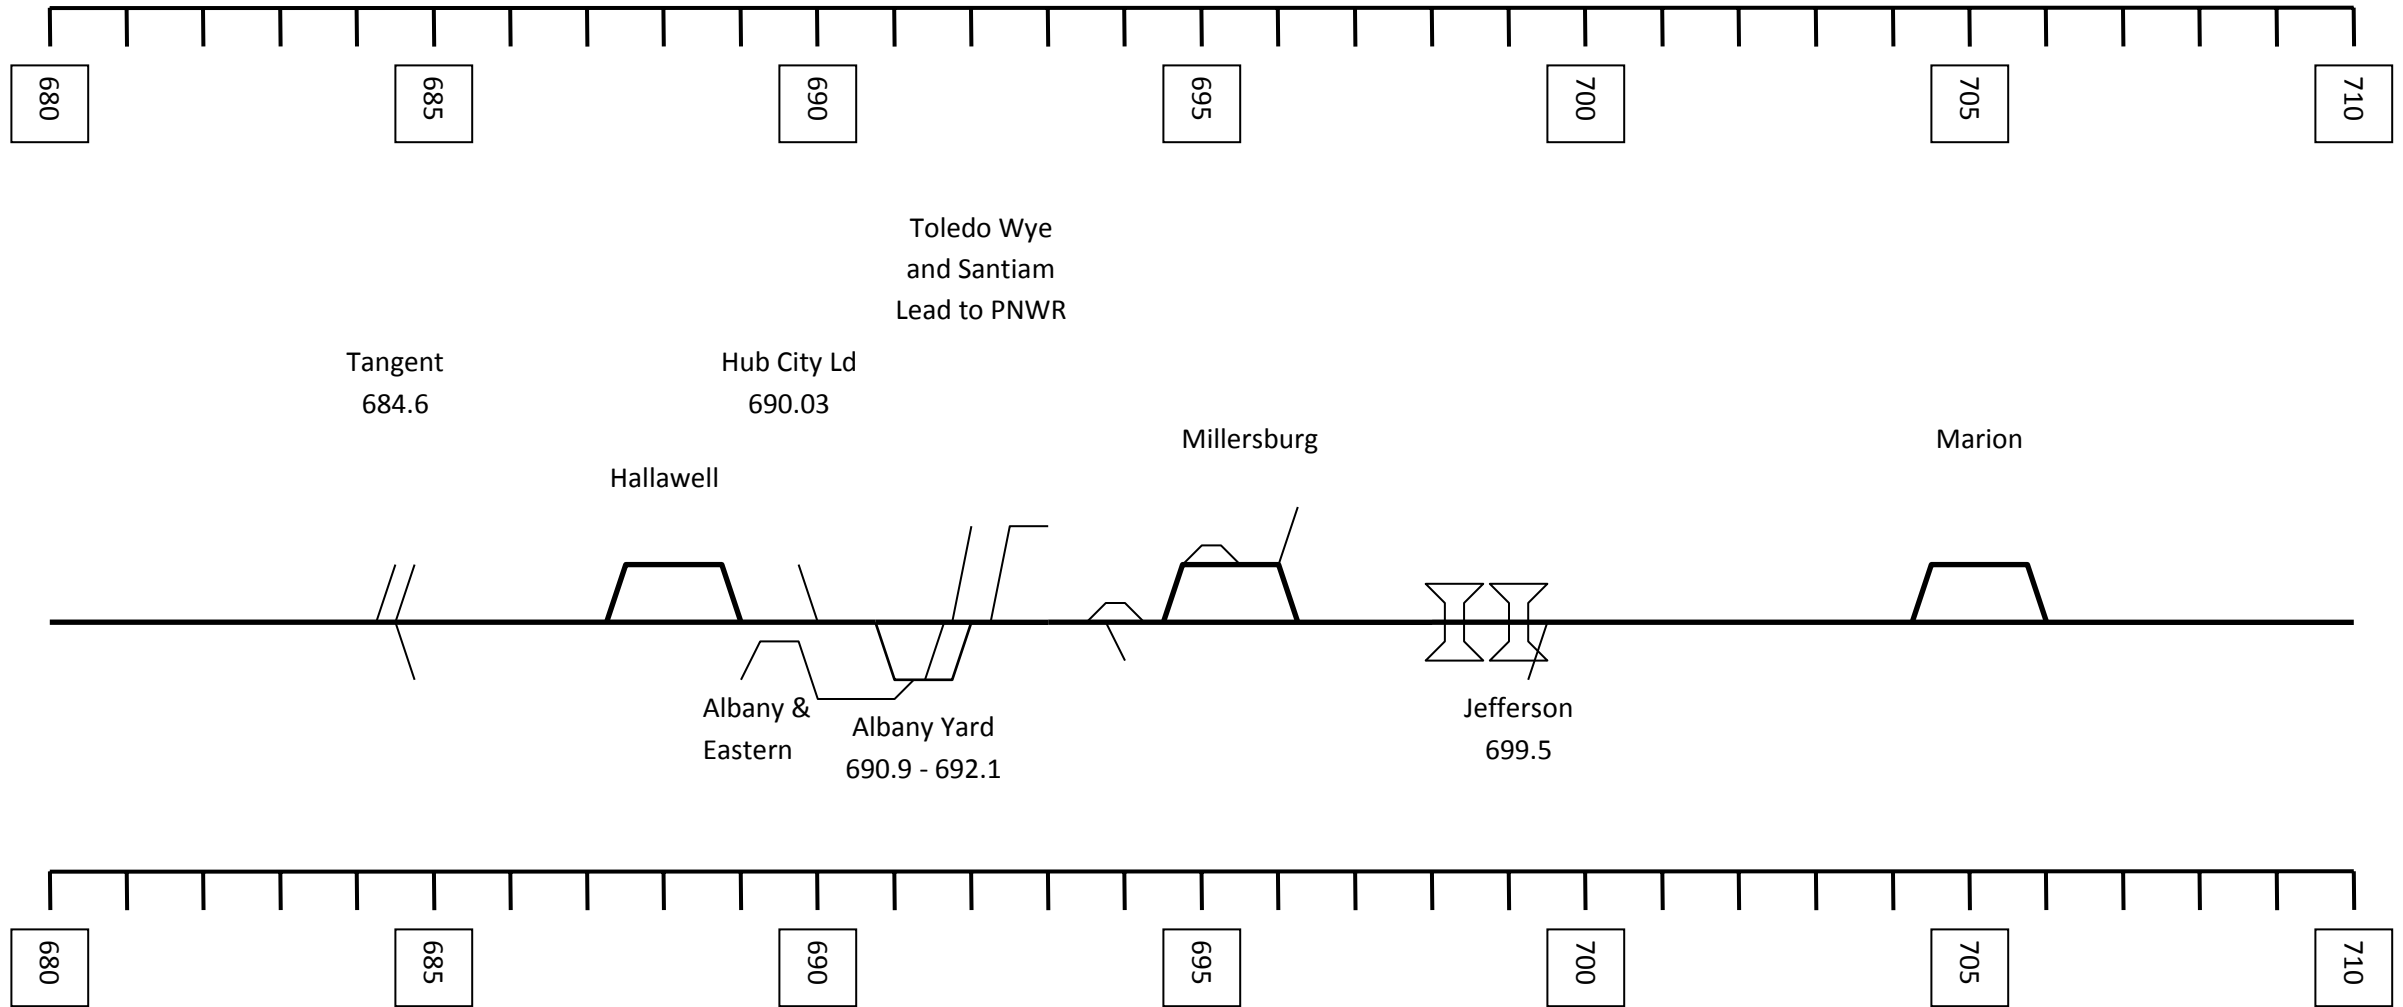 680
685
690
695
700
705
710
Toledo Wye
and Santiam
Lead to PNWR
Tangent
684.6
Hub City Ld
690.03
Hallawell
Millersburg
Marion
Albany &
Eastern
Albany Yard
690.9 - 692.1
Jefferson
699.5
680
685
690
695
700
705
710